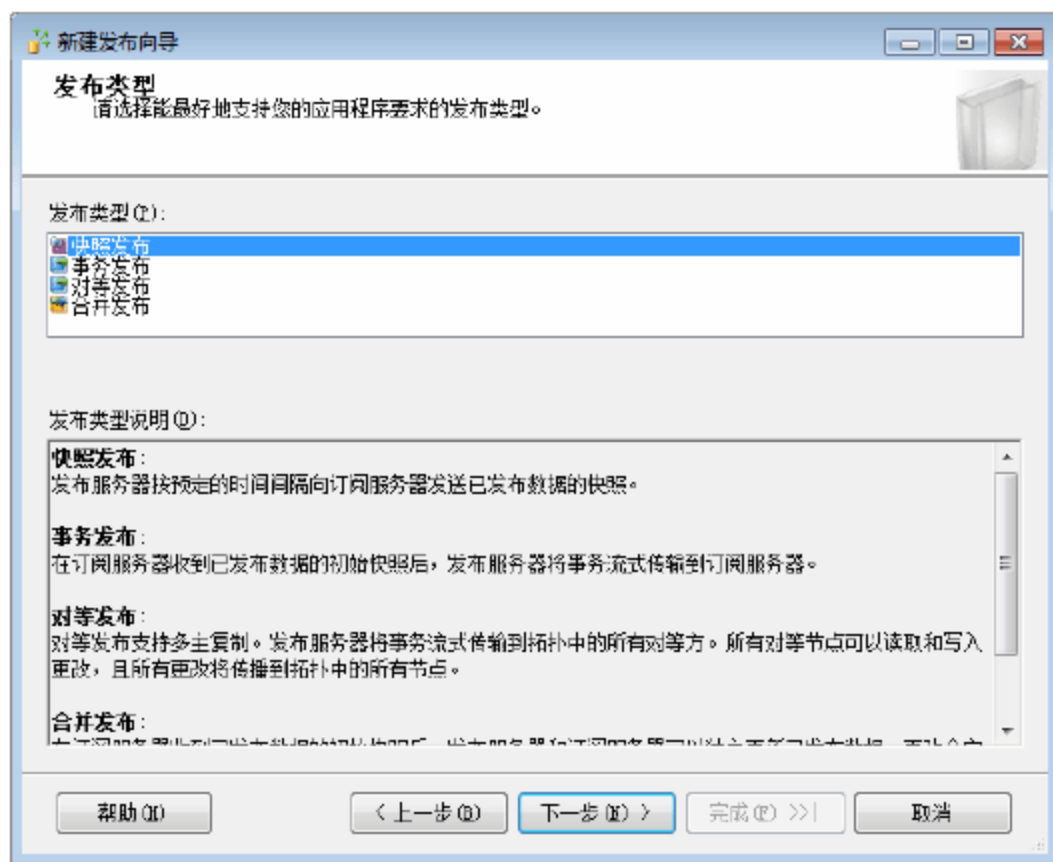 新建发布向导
发布类型
请选择能最好地支持您的应用程序要求的发布类型。
发布类型(P):
快照发布
事务发布
对等发布
合并发布
发布类型说明(D):
快照发布:
发布服务器按预定的时间间隔向订阅服务器发送已发布数据的快照。
事务发布:
在订阅服务器收到已发布数据的初始快照后，发布服务器将事务流式传输到订阅服务器。
对等发布:
对等发布支持多主复制。发布服务器将事务流式传输到拓扑中的所有对等方。所有对等节点可以读取和写入
更改，且所有更改将传播到拓扑中的所有节点。
合并发布:
帮助(H)
<上一步(B)
下一步(N)>
完成(F)>>|
取消